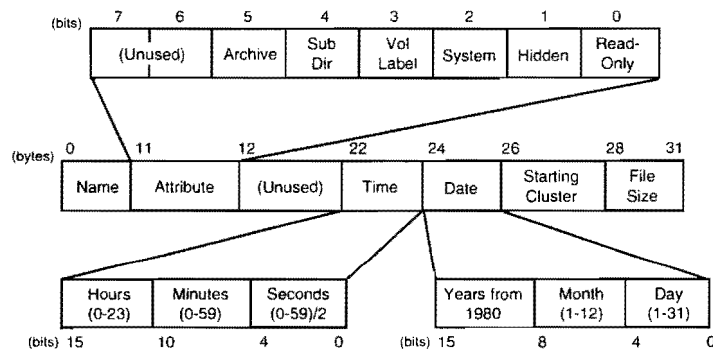 (bits) 7 6 5 4 3 2 1 0
(Unused) Archive Sub Dir Vol Label System Hidden Read-Only
(bytes) 0 11 12 22 24 26 28 31
Name Attribute (Unused) Time Date Starting Cluster File Size
Hours (0-23) Minutes (0-59) Seconds (0-59)/2 Years from 1980 Month (1-12) Day (1-31)
(bits) 15 10 4 0 (bits) 15 8 4 0